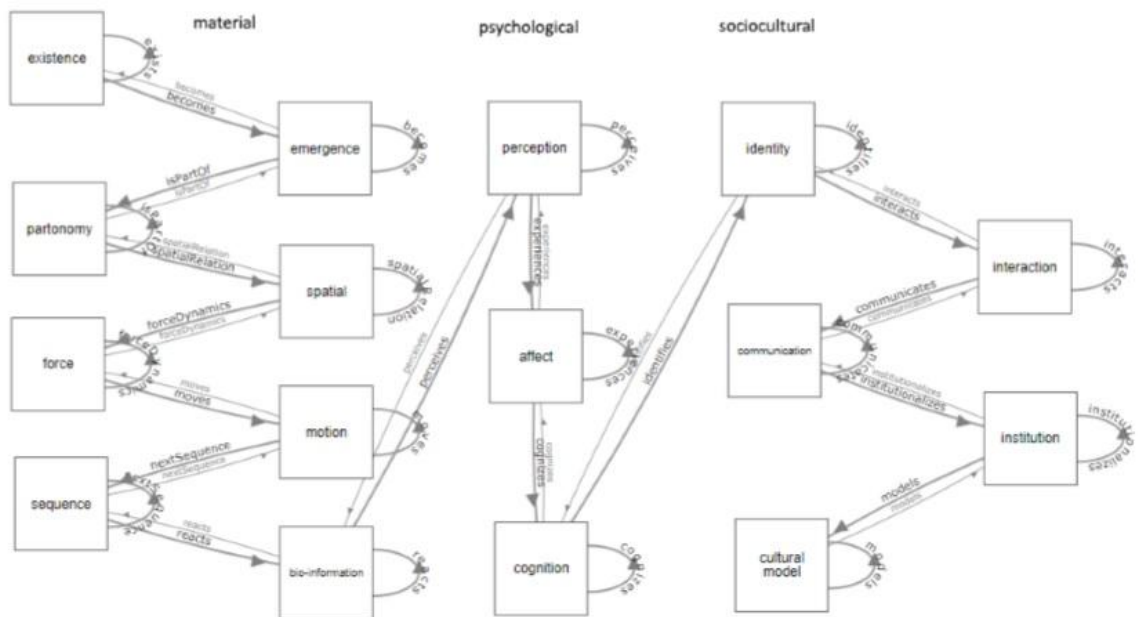 material
psychological
sociocultural
existence
exists
becomes
becomes
emergence
becomes
isPartOf
isPartOf
partonomy
spatialRelation
spatialRelation
spatial
spatialRelation
forceDynamics
forceDynamics
force
forceDynamics
moves
moves
motion
moves
nextSequence
nextSequence
sequence
nextSequence
reacts
reacts
bio-information
reacts
perceives
perceives
perception
perceives
experiences
experiences
affect
experiences
cognizes
cognizes
cognition
cognizes
identifies
identifies
identity
identities
interacts
interacts
interaction
interacts
communicates
communicates
communication
institutionalizes
institutionalizes
institution
institutionalizes
models
models
cultural
model
models